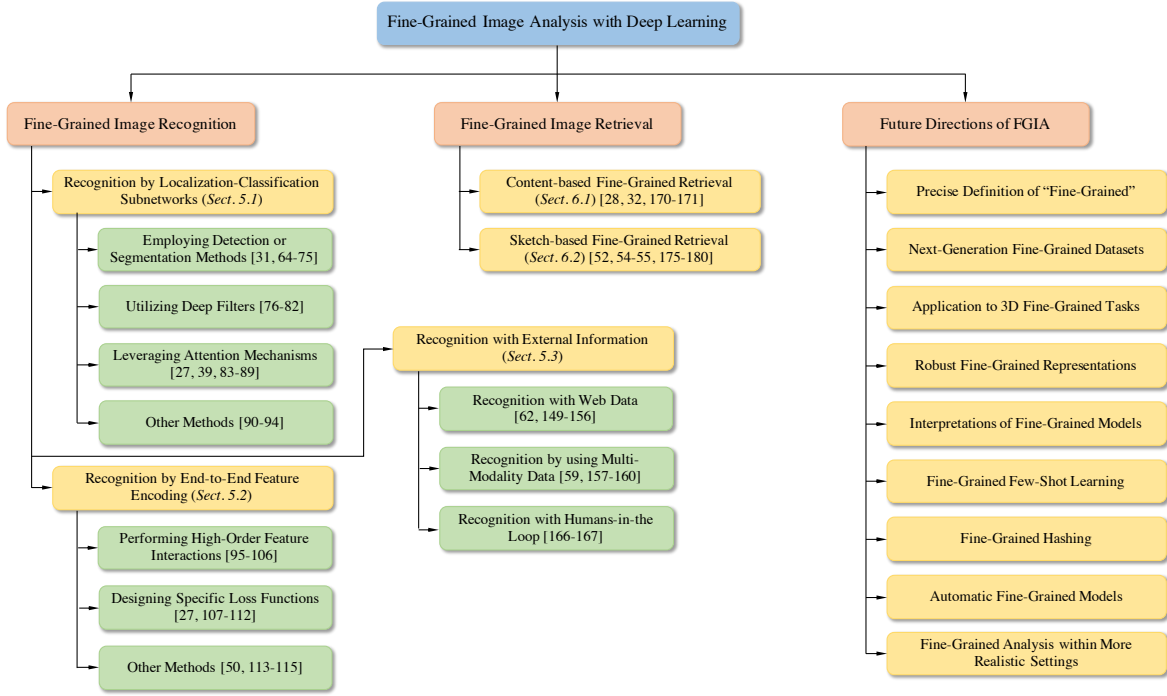 Fine-Grained Image Analysis with Deep Learning
Fine-Grained Image Recognition
Recognition by Localization-Classification
Subnetworks (Sect. 5.1)
Employing Detection or
Segmentation Methods [31, 64-75]
Utilizing Deep Filters [76-82]
Leveraging Attention Mechanisms
[27, 39, 83-89]
Other Methods [90-94]
Recognition by End-to-End Feature
Encoding (Sect. 5.2)
Performing High-Order Feature
Interactions [95-106]
Designing Specific Loss Functions
[27, 107-112]
Other Methods [50, 113-115]
Recognition with External Information
(Sect. 5.3)
Recognition with Web Data
[62, 149-156]
Recognition by using Multi-
Modality Data [59, 157-160]
Recognition with Humans-in-the
Loop [166-167]
Fine-Grained Image Retrieval
Content-based Fine-Grained Retrieval
(Sect. 6.1) [28, 32, 170-171]
Sketch-based Fine-Grained Retrieval
(Sect. 6.2) [52, 54-55, 175-180]
Future Directions of FGIA
Precise Definition of “Fine-Grained”
Next-Generation Fine-Grained Datasets
Application to 3D Fine-Grained Tasks
Robust Fine-Grained Representations
Interpretations of Fine-Grained Models
Fine-Grained Few-Shot Learning
Fine-Grained Hashing
Automatic Fine-Grained Models
Fine-Grained Analysis within More
Realistic Settings